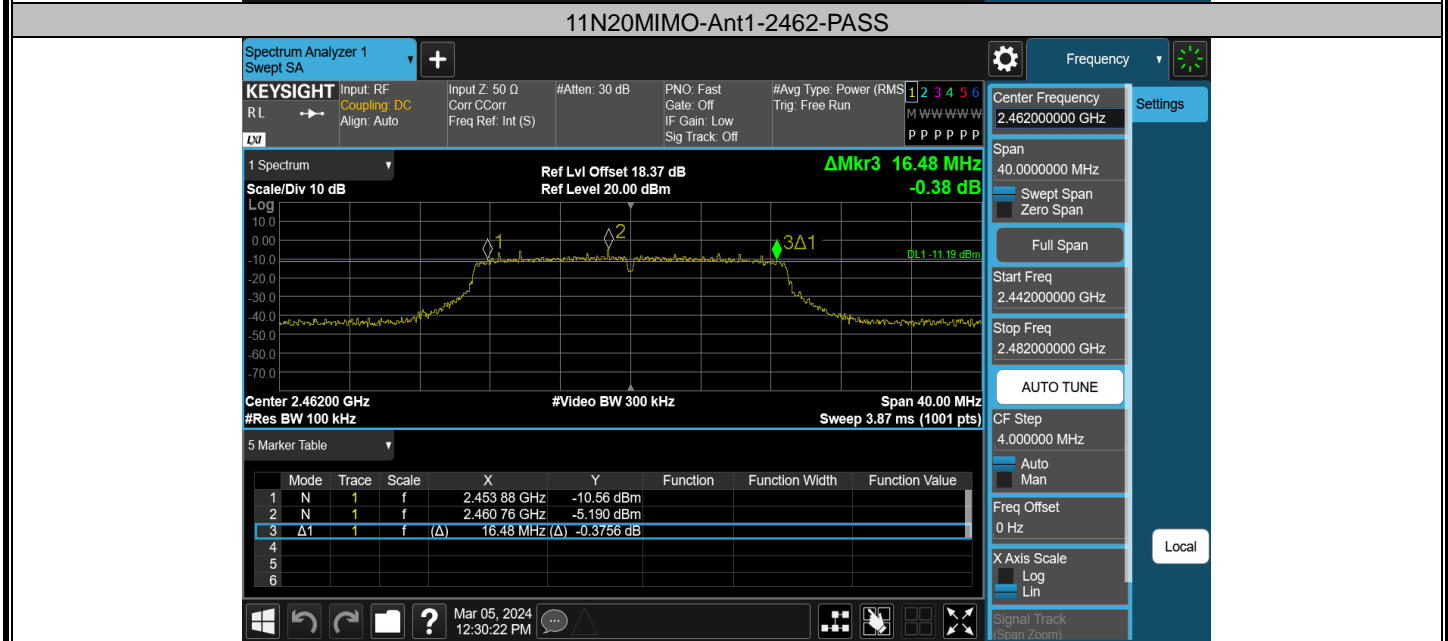 11N20MIMO-Ant1-2462-PASS
Spectrum Analyzer 1
Swept SA
+
Frequency
KEYSIGHT
RL
LXI
Input: RF
Coupling: DC
Align: Auto
Input Z: 50 Ω
Corr CCorr
Freq Ref: Int (S)
#Atten: 30 dB
PNO: Fast
Gate: Off
IF Gain: Low
Sig Track: Off
#Avg Type: Power (RMS
Trig: Free Run
1 2 3 4 5 6
M W W W W W
P P P P P P
1 Spectrum
Scale/Div 10 dB
Log
Ref Lvl Offset 18.37 dB
Ref Level 20.00 dBm
ΔMkr3 16.48 MHz
-0.38 dB
10.0
0.00
-10.0
-20.0
-30.0
-40.0
-50.0
-60.0
-70.0
1
2
3Δ1
DL1 -11.19 dBm
Center 2.46200 GHz
#Video BW 300 kHz
Span 40.00 MHz
#Res BW 100 kHz
Sweep 3.87 ms (1001 pts)
5 Marker Table
Mode Trace Scale X Y Function Function Width Function Value
1 N 1 f 2.453 88 GHz -10.56 dBm
2 N 1 f 2.460 76 GHz -5.190 dBm
3 Δ1 1 f (Δ) 16.48 MHz (Δ) -0.3756 dB
4
5
6
?
Mar 05, 2024
12:30:22 PM
Center Frequency
2.462000000 GHz
Settings
Span
40.0000000 MHz
Swept Span
Zero Span
Full Span
Start Freq
2.442000000 GHz
Stop Freq
2.482000000 GHz
AUTO TUNE
CF Step
4.000000 MHz
Auto
Man
Freq Offset
0 Hz
X Axis Scale
Log
Lin
Local
Signal Track
(Span Zoom)